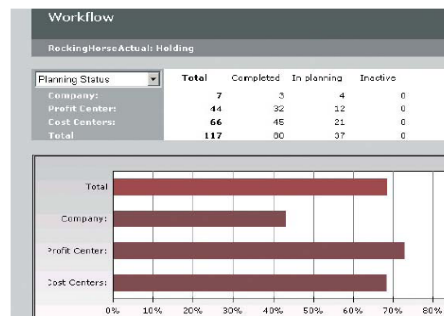 Workflow
RockingHorseActual: Holding
Planning Status Total Completed In planning Inactive
Company: 7 3 4 0
Profit Center: 44 32 12 0
Cost Centers: 66 45 21 0
Total 117 80 37 0
Total
Company:
Profit Center:
Cost Centers:
0% 10% 20% 30% 40% 50% 60% 70% 80%